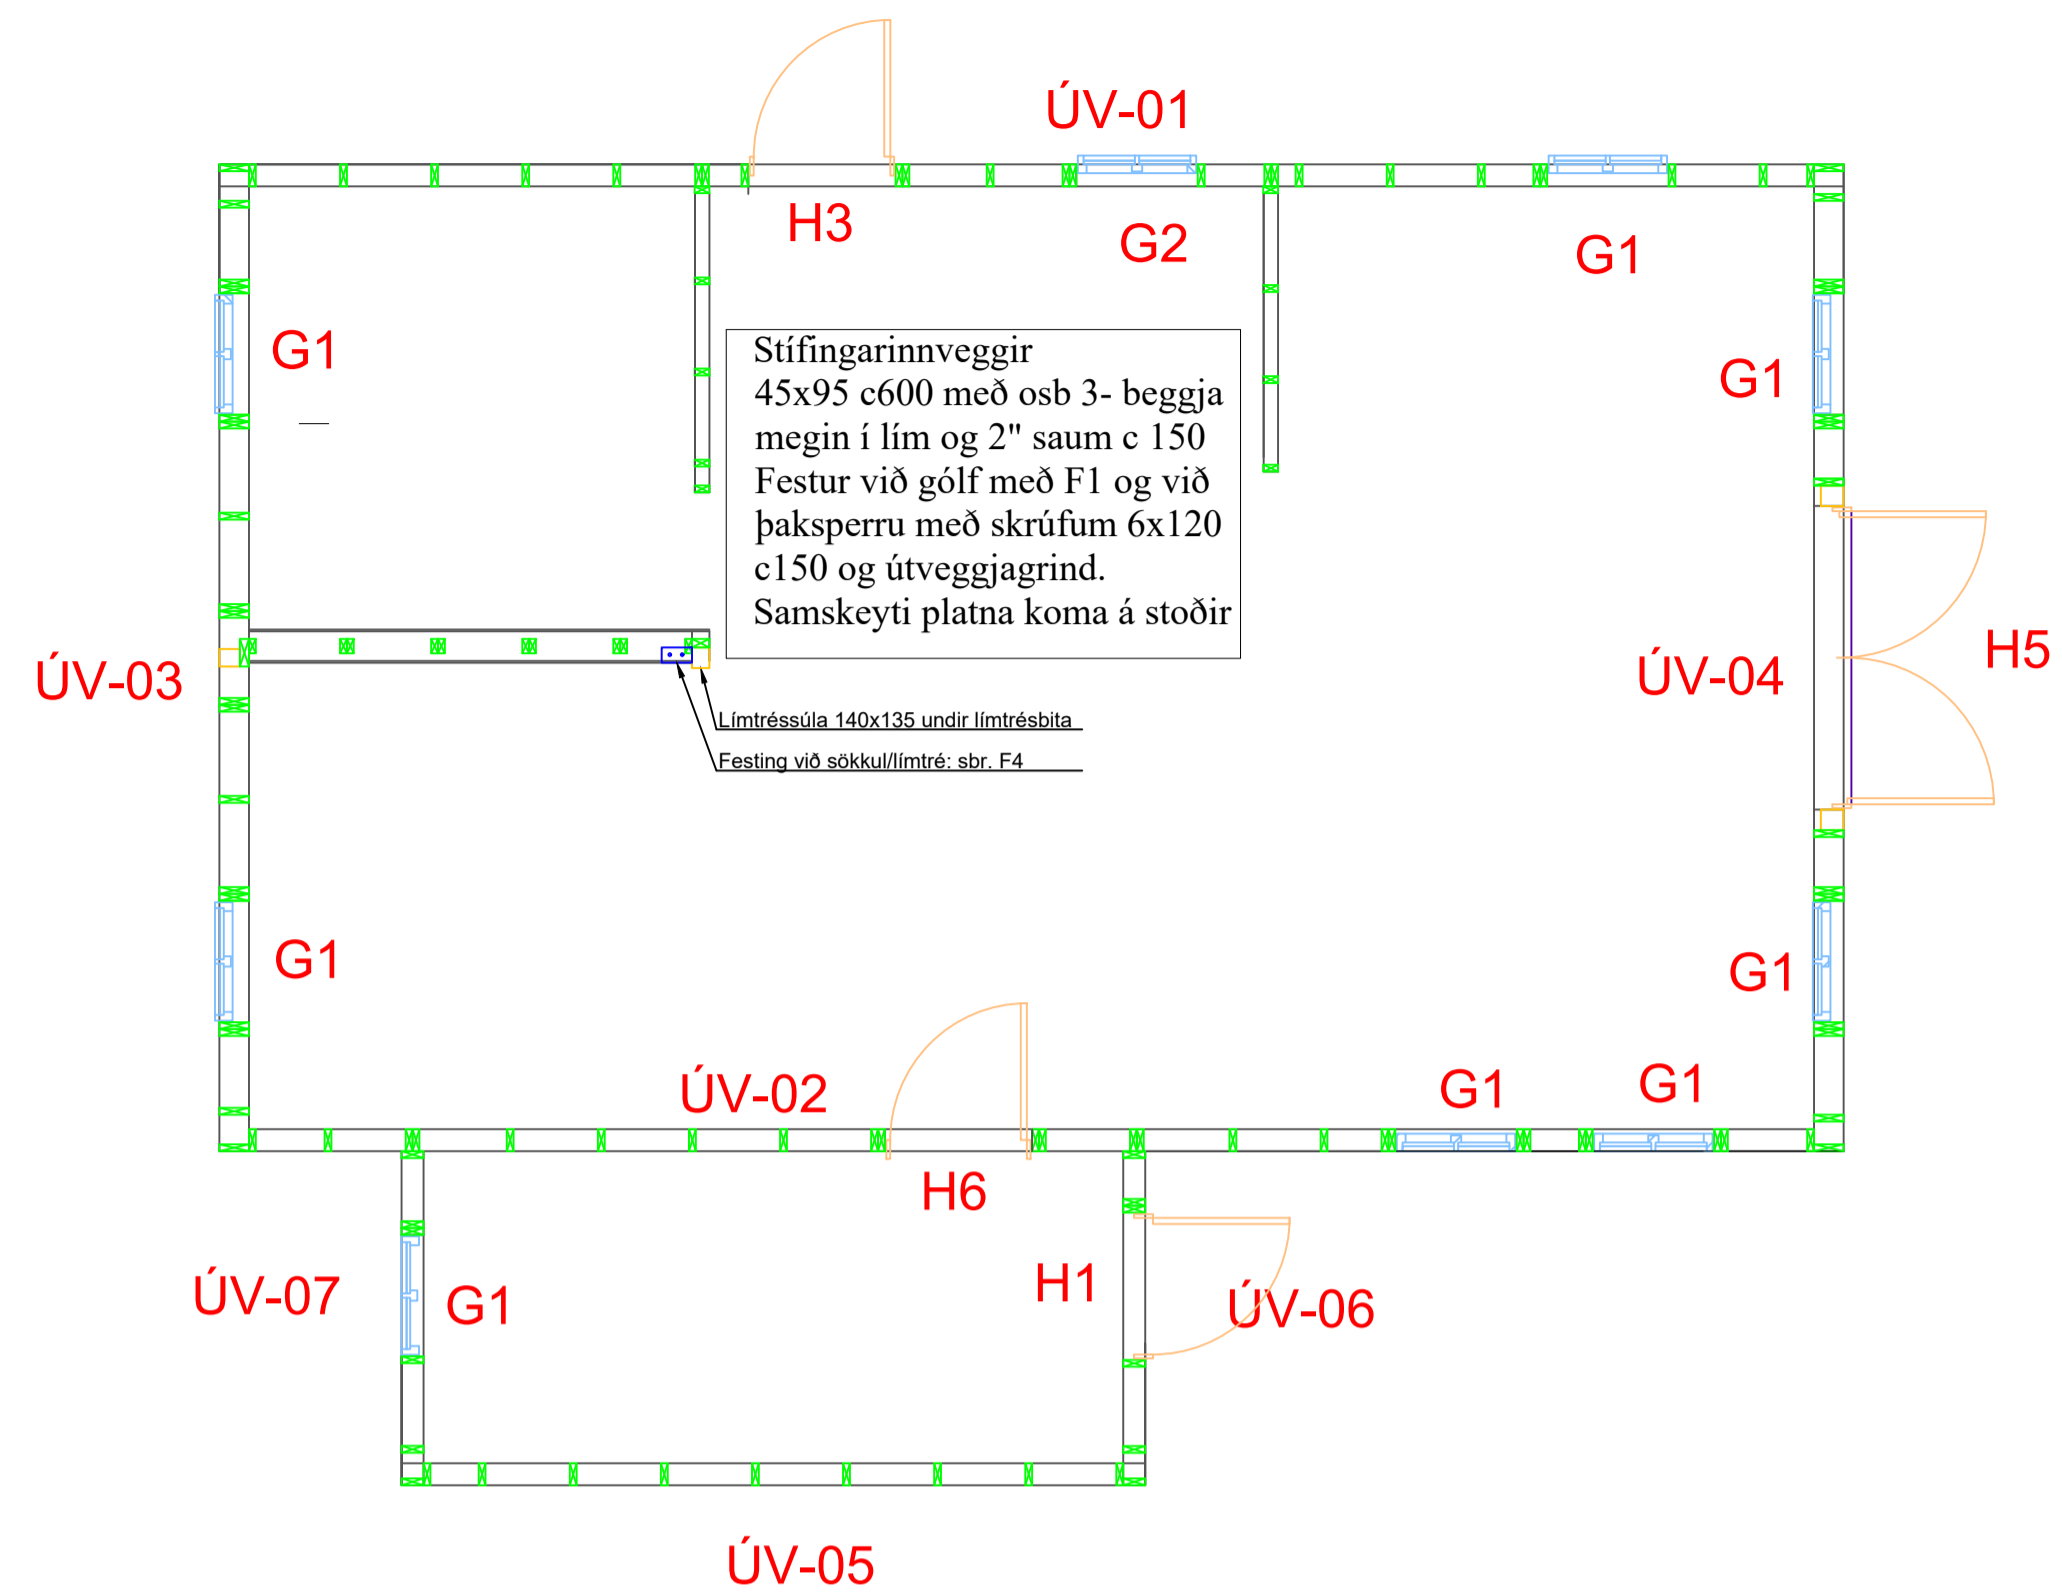 ÚV-01
H3
G2
G1
G1
G1
Stífingarinnveggir
45x95 c600 með osb 3- beggja
megin í lím og 2" saum c 150
Festur við gólf með F1 og við
þaksperru með skrúfum 6x120
c150 og útveggjagrind.
Samskeyti platna koma á stoðir
ÚV-03
ÚV-04
H5
Límtréssúla 140x135 undir límtrésbita
Festing við sökkul/límtré: sbr. F4
G1
G1
ÚV-02
G1
G1
H6
ÚV-07
G1
H1
ÚV-06
ÚV-05